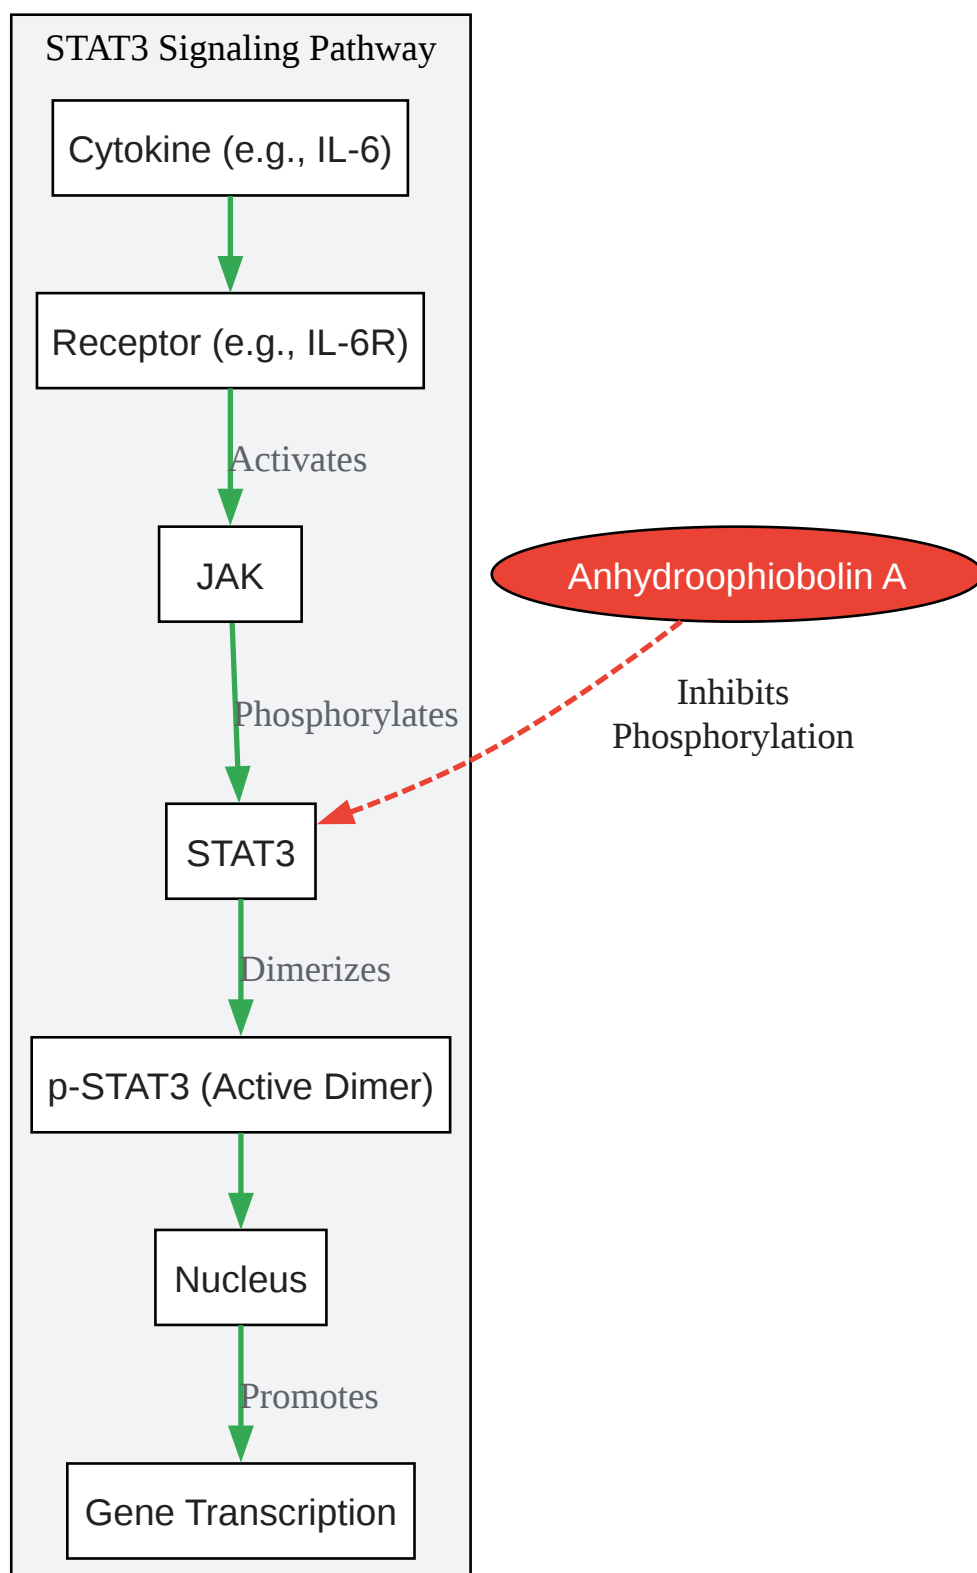 STAT3 Signaling Pathway
Cytokine (e.g., IL-6)
Receptor (e.g., IL-6R)
Activates
JAK
Anhydroophiobolin A
Inhibits
Phosphorylation
Phosphorylates
STAT3
Dimerizes
p-STAT3 (Active Dimer)
Nucleus
Promotes
Gene Transcription